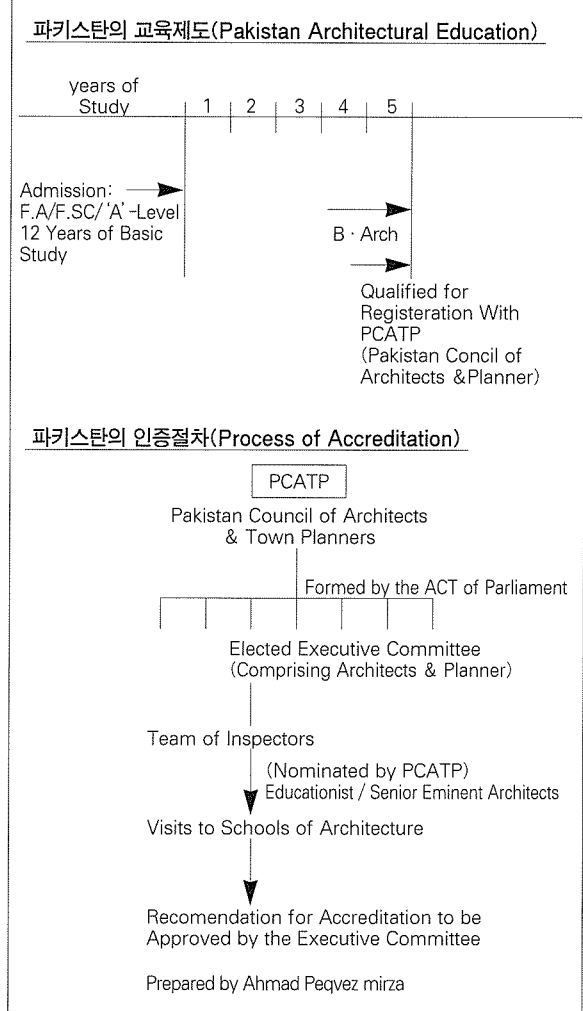 파키스탄의 교육제도(Pakistan Architectural Education)
years of
Study
1 2 3 4 5
Admission:
F.A/F.SC/ 'A' -Level
12 Years of Basic
Study
B · Arch
Qualified for
Registeration With
PCATP
(Pakistan Concil of
Architects &Planner)
파키스탄의 인증절차(Process of Accreditation)
PCATP
Pakistan Council of Architects
& Town Planners
Formed by the ACT of Parliament
Elected Executive Committee
(Comprising Architects & Planner)
Team of Inspectors
(Nominated by PCATP)
Educationist / Senior Eminent Architects
Visits to Schools of Architecture
Recomendation for Accreditation to be
Approved by the Executive Committee
Prepared by Ahmad Peqvez mirza